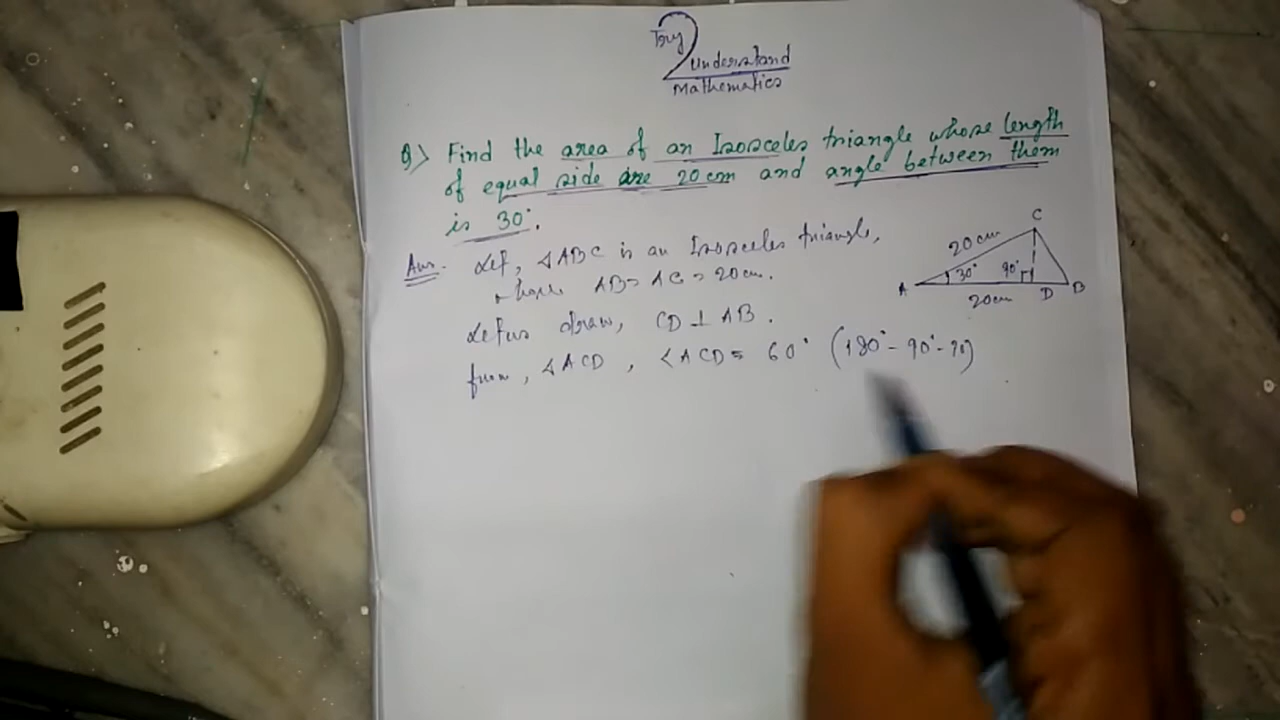 Try 2
understand
Mathematics
Q> Find the area of an Isosceles triangle whose length
of equal side are 20 cm and angle between them
is 30°.
Ans. Let, ∆ABC is an Isosceles triangle,
where AB = AC = 20 cm.
Let us draw, CD ⊥ AB.
from, ∆ACD, ∠ACD = 60° (180° - 90° - 30)
C
20 cm
30° 90°
A D B
20 cm